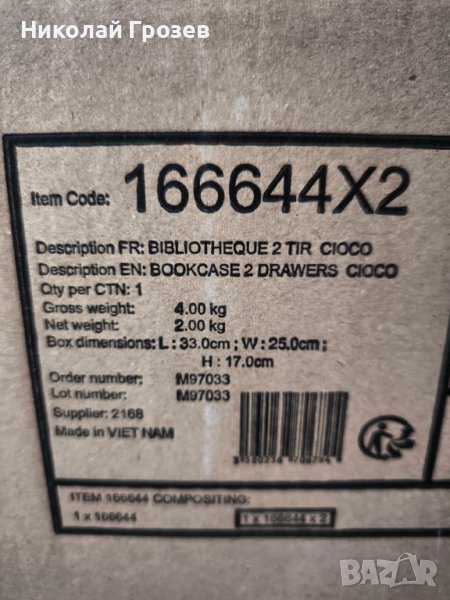 Николай Грозев
Item Code: 166644X2
Description FR: BIBLIOTHEQUE 2 TIR CIOCO
Description EN: BOOKCASE 2 DRAWERS CIOCO
Qty per CTN: 1
Gross weight: 4.00 kg
Net weight: 2.00 kg
Box dimensions: L : 33.0cm ; W : 25.0cm ;
H : 17.0cm
Order number: M97033
Lot number: M97033
Supplier: 2168
Made in VIET NAM
ITEM 166644 COMPOSITING:
1 x 166644 1 x 166644 x 2
BAZAR